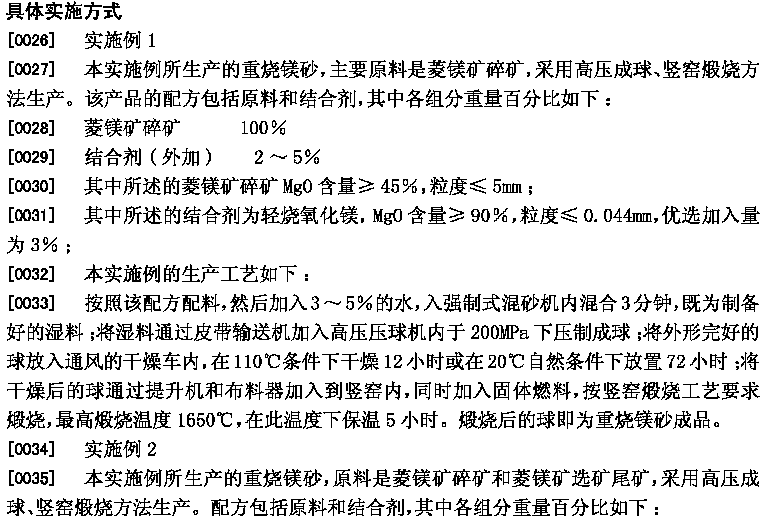 具体实施方式
[0026] 实施例 1
[0027] 本实施例所生产的重烧镁砂,主要原料是菱镁矿碎矿,采用高压成球、竖窑煅烧方
法生产。该产品的配方包括原料和结合剂,其中各组分重量百分比如下：
[0028] 菱镁矿碎矿 100%
[0029] 结合剂（外加） 2～5%
[0030] 其中所述的菱镁矿碎矿 MgO 含量≥ 45%,粒度≤ 5mm；
[0031] 其中所述的结合剂为轻烧氧化镁, MgO 含量≥ 90%,粒度≤ 0.044mm,优选加入量
为 3%；
[0032] 本实施例的生产工艺如下：
[0033] 按照该配方配料,然后加入 3～5%的水,入强制式混砂机内混合 3 分钟,既为制备
好的湿料；将湿料通过皮带输送机加入高压压球机内于 200MPa 下压制成球；将外形完好的
球放入通风的干燥车内,在 110℃条件下干燥 12 小时或在 20℃自然条件下放置 72 小时；将
干燥后的球通过提升机和布料器加入到竖窑内,同时加入固体燃料,按竖窑煅烧工艺要求
煅烧,最高煅烧温度 1650℃,在此温度下保温 5 小时。煅烧后的球即为重烧镁砂成品。
[0034] 实施例 2
[0035] 本实施例所生产的重烧镁砂,原料是菱镁矿碎矿和菱镁矿选矿尾矿,采用高压成
球、竖窑煅烧方法生产。配方包括原料和结合剂,其中各组分重量百分比如下：